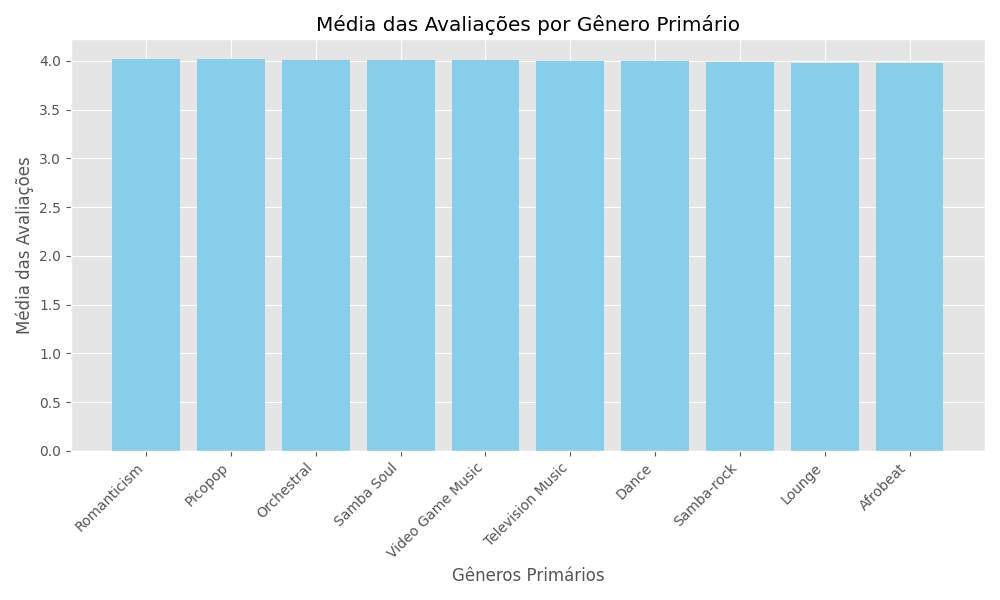 Média das Avaliações por Gênero Primário
Média das Avaliações
4.0
3.5
3.0
2.5
2.0
1.5
1.0
0.5
0.0
Romanticism
Picopop
Orchestral
Samba Soul
Video Game Music
Television Music
Dance
Samba-rock
Lounge
Afrobeat
Gêneros Primários